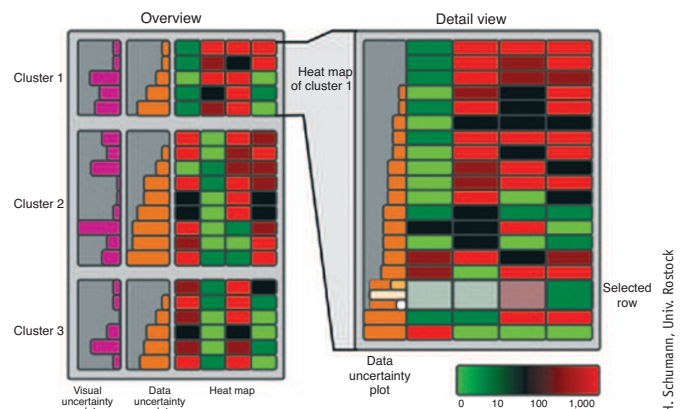 Overview
Detail view
Cluster 1
Heat map
of cluster 1
Cluster 2
Cluster 3
Selected
row
Visual
uncertainty
Data
uncertainty
Heat map
Data
uncertainty
plot
0 10 100 1,000
H. Schumann, Univ. Rostock